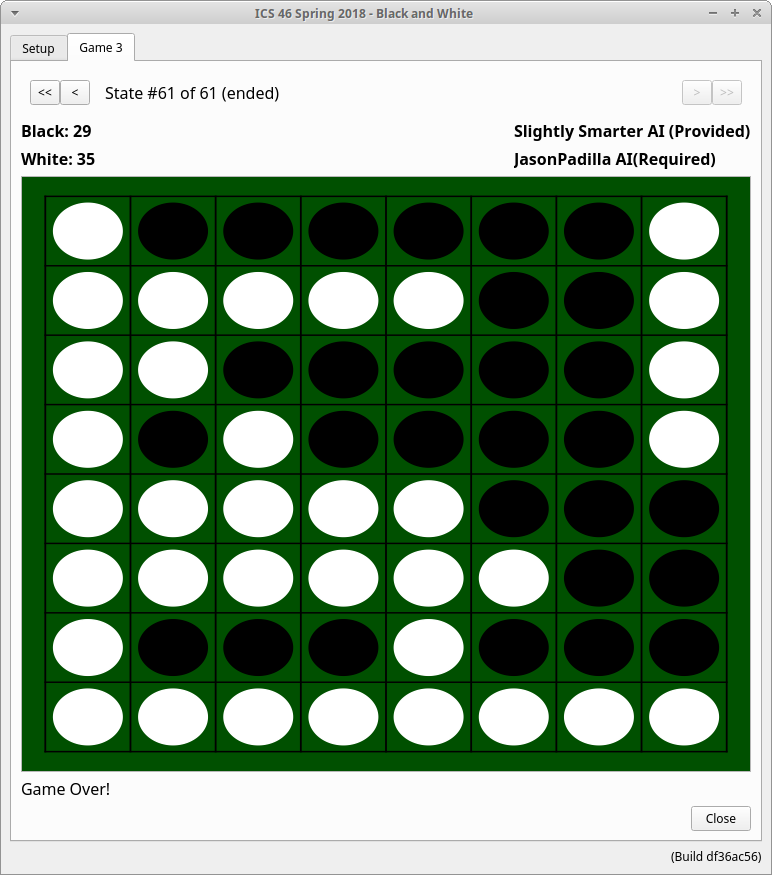 ICS 46 Spring 2018 - Black and White
Setup
Game 3
<< < State #61 of 61 (ended) > >>
Black: 29 Slightly Smarter AI (Provided)
White: 35 JasonPadilla AI(Required)
Game Over!
Close
(Build df36ac56)